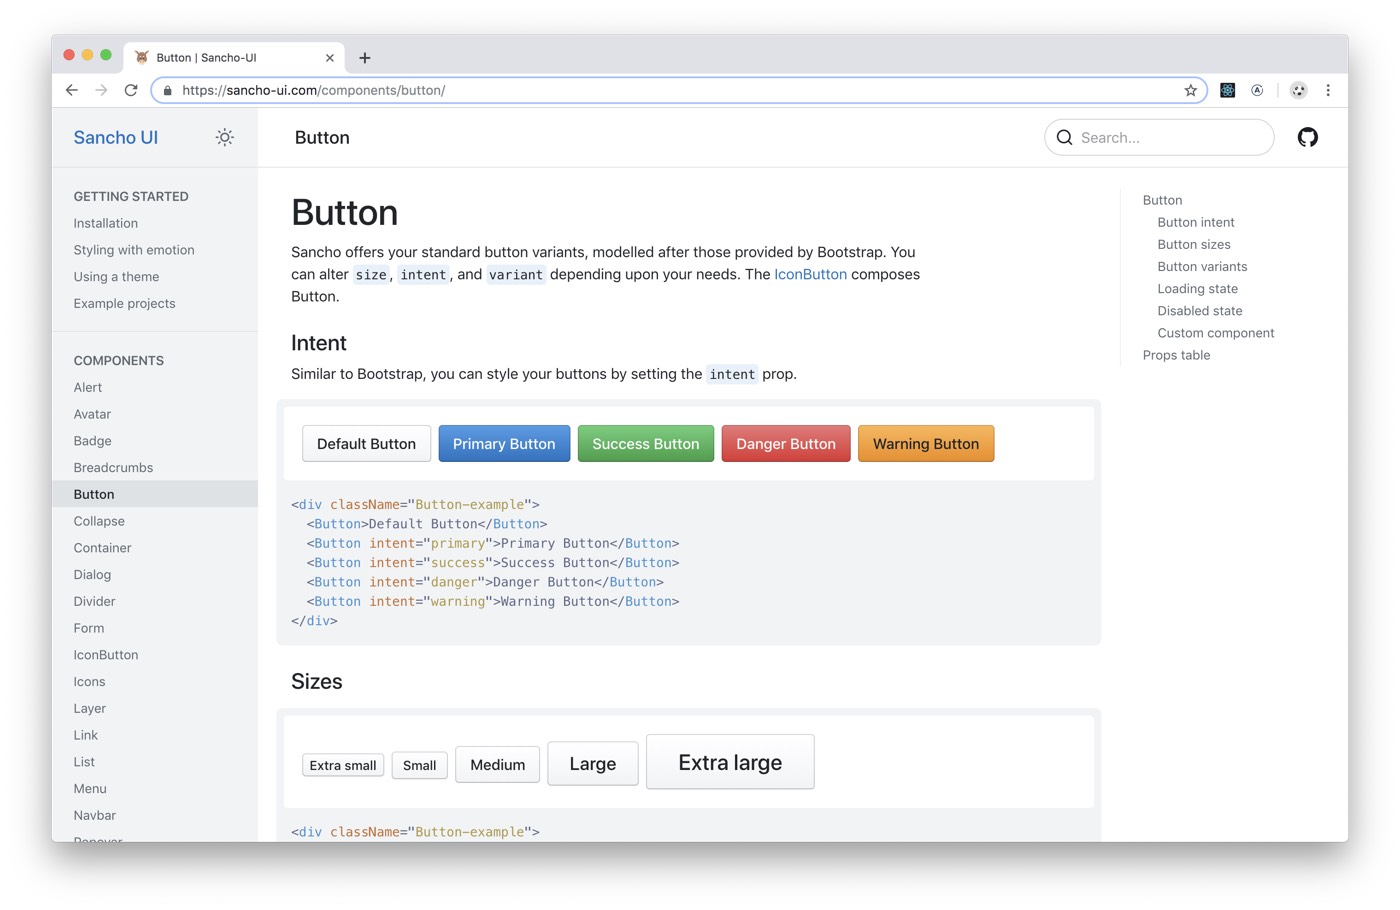 Button | Sancho-UI
https://sancho-ui.com/components/button/
Sancho UI
Button
Search...
GETTING STARTED
Installation
Styling with emotion
Using a theme
Example projects
COMPONENTS
Alert
Avatar
Badge
Breadcrumbs
Button
Collapse
Container
Dialog
Divider
Form
IconButton
Icons
Layer
Link
List
Menu
Navbar
Popover
Button
Sancho offers your standard button variants, modelled after those provided by Bootstrap. You
can alter size, intent, and variant depending upon your needs. The IconButton composes
Button.
Intent
Similar to Bootstrap, you can style your buttons by setting the intent prop.
Default Button Primary Button Success Button Danger Button Warning Button
<div className="Button-example">
  <Button>Default Button</Button>
  <Button intent="primary">Primary Button</Button>
  <Button intent="success">Success Button</Button>
  <Button intent="danger">Danger Button</Button>
  <Button intent="warning">Warning Button</Button>
</div>
Sizes
Extra small Small Medium Large Extra large
<div className="Button-example">
Button
Button intent
Button sizes
Button variants
Loading state
Disabled state
Custom component
Props table